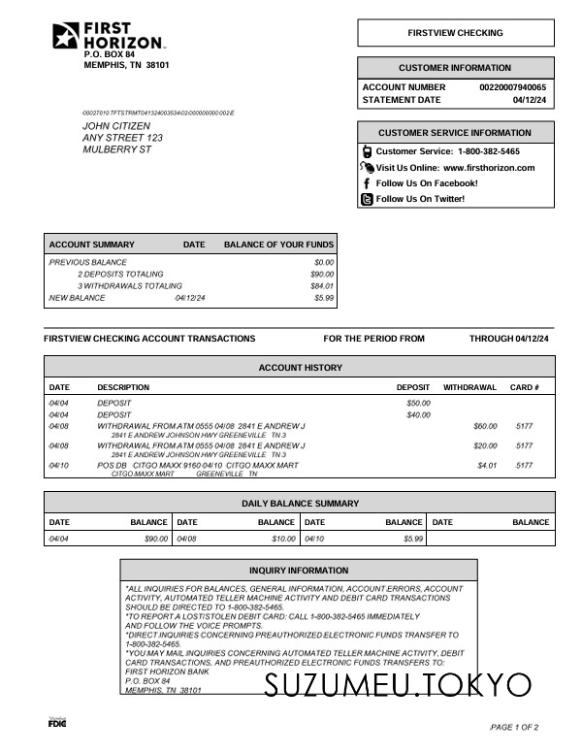 FIRST
HORIZON
P.O. BOX 84
MEMPHIS, TN 38101
FIRSTVIEW CHECKING
CUSTOMER INFORMATION
ACCOUNT NUMBER 00220007940065
STATEMENT DATE 04/12/24
JOHN CITIZEN
ANY STREET 123
MULBERRY ST
CUSTOMER SERVICE INFORMATION
Customer Service: 1-800-382-5465
Visit Us Online: www.firsthorizon.com
Follow Us On Facebook!
Follow Us On Twitter!
ACCOUNT SUMMARY DATE BALANCE OF YOUR FUNDS
PREVIOUS BALANCE $0.00
2 DEPOSITS TOTALING $90.00
3 WITHDRAWALS TOTALING $84.01
NEW BALANCE 04/12/24 $5.99
FIRSTVIEW CHECKING ACCOUNT TRANSACTIONS FOR THE PERIOD FROM THROUGH 04/12/24
ACCOUNT HISTORY
DATE DESCRIPTION DEPOSIT WITHDRAWAL CARD #
04/04 DEPOSIT $50.00
04/04 DEPOSIT $40.00
04/08 WITHDRAWAL FROM ATM 0555 04/08 2841 E ANDREW J $60.00 5177
2841 E ANDREW JOHNSON HWY GREENEVILLE TN 3
04/08 WITHDRAWAL FROM ATM 0555 04/08 2841 E ANDREW J $20.00 5177
2841 E ANDREW JOHNSON HWY GREENEVILLE TN 3
04/10 POS DB CITGO MAXX 9160 04/10 CITGO MAXX MART $4.01 5177
CITGO MAXX MART GREENEVILLE TN
DAILY BALANCE SUMMARY
DATE BALANCE DATE BALANCE DATE BALANCE DATE BALANCE
04/04 $90.00 04/08 $10.00 04/10 $5.99
INQUIRY INFORMATION
*ALL INQUIRIES FOR BALANCES, GENERAL INFORMATION, ACCOUNT ERRORS, ACCOUNT
ACTIVITY, AUTOMATED TELLER MACHINE ACTIVITY AND DEBIT CARD TRANSACTIONS
SHOULD BE DIRECTED TO 1-800-382-5465.
*TO REPORT A LOST/STOLEN DEBIT CARD: CALL 1-800-382-5465 IMMEDIATELY
AND FOLLOW THE VOICE PROMPTS.
*DIRECT INQUIRIES CONCERNING PREAUTHORIZED ELECTRONIC FUNDS TRANSFER TO
1-800-382-5465.
*YOU MAY MAIL INQUIRIES CONCERNING AUTOMATED TELLER MACHINE ACTIVITY, DEBIT
CARD TRANSACTIONS, AND PREAUTHORIZED ELECTRONIC FUNDS TRANSFERS TO:
FIRST HORIZON BANK
P.O. BOX 84
MEMPHIS, TN 38101
SUZUMEU.TOKYO
FDIC
PAGE 1 OF 2